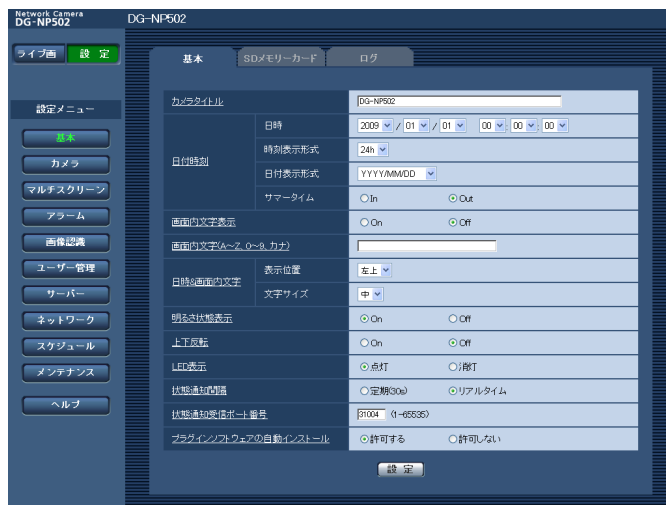 Network Camera
DG-NP502
DG-NP502
ライブ画 設 定
設定メニュー
基本
カメラ
マルチスクリーン
アラーム
画像認識
ユーザー管理
サーバー
ネットワーク
スケジュール
メンテナンス
ヘルプ
基本 SDメモリーカード ログ
カメラタイトル DG-NP502
日付時刻
日時 2009 / 01 / 01 00 : 00 : 00
時刻表示形式 24h
日付表示形式 YYYY/MM/DD
サマータイム In Out
画面内文字表示 On Off
画面内文字(A~Z, 0~9, カナ)
日時&画面内文字
表示位置 左上
文字サイズ 中
明るさ状態表示 On Off
上下反転 On Off
LED表示 点灯 消灯
状態通知間隔 定期(30s) リアルタイム
状態通知受信ポート番号 31004 (1-65535)
プラグインソフトウェアの自動インストール 許可する 許可しない
設 定